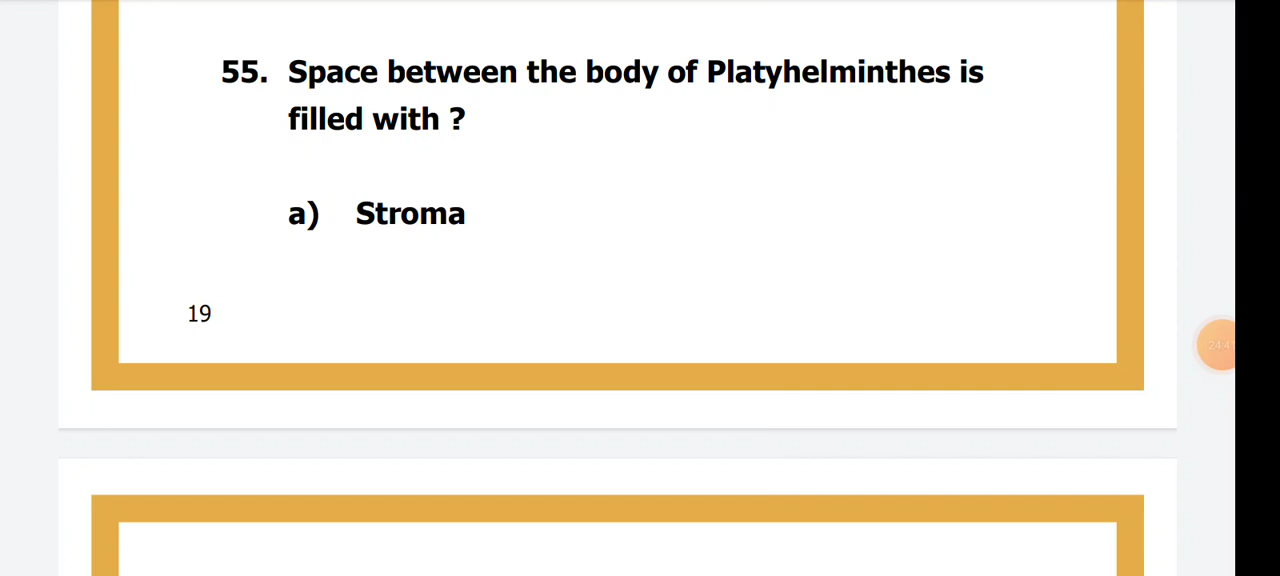 55. Space between the body of Platyhelminthes is
filled with ?
a) Stroma
19